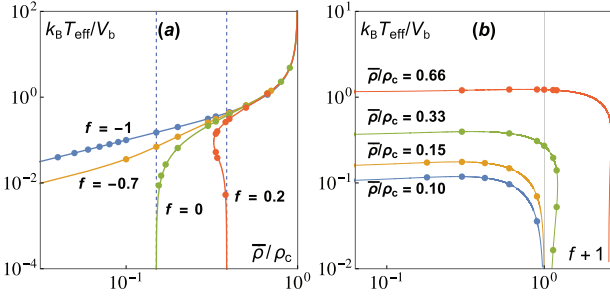 k_B T_eff/V_b (a)
10²
10⁰
10⁻²
10⁻⁴
f = −1
f = −0.7
f = 0
f = 0.2
ρ̅/ρ_c
10⁻¹
10⁰
k_B T_eff/V_b (b)
10²
10¹
10⁰
10⁻¹
10⁻²
ρ̅/ρ_c = 0.66
ρ̅/ρ_c = 0.33
ρ̅/ρ_c = 0.15
ρ̅/ρ_c = 0.10
f + 1
10⁻¹
10⁰